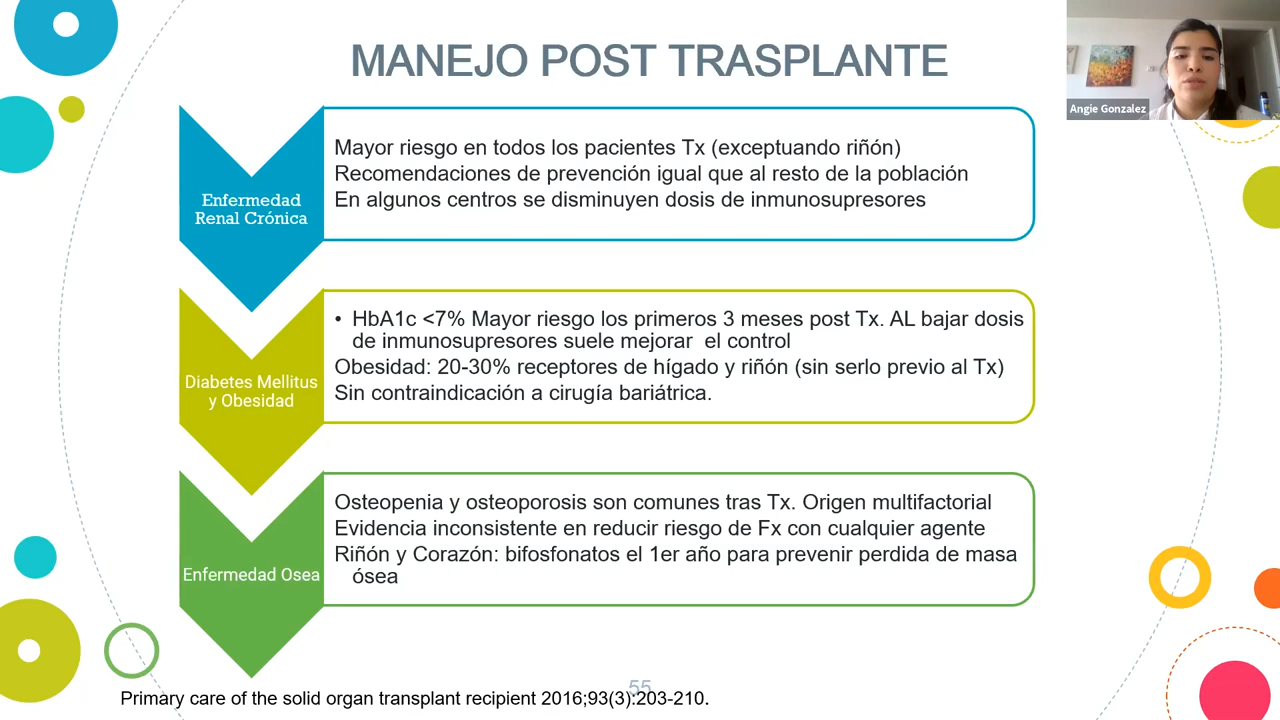 MANEJO POST TRASPLANTE
Angie Gonzalez
Enfermedad
Renal Crónica
Mayor riesgo en todos los pacientes Tx (exceptuando riñón)
Recomendaciones de prevención igual que al resto de la población
En algunos centros se disminuyen dosis de inmunosupresores
Diabetes Mellitus
y Obesidad
• HbA1c <7% Mayor riesgo los primeros 3 meses post Tx. AL bajar dosis
de inmunosupresores suele mejorar el control
Obesidad: 20-30% receptores de hígado y riñón (sin serlo previo al Tx)
Sin contraindicación a cirugía bariátrica.
Enfermedad Osea
Osteopenia y osteoporosis son comunes tras Tx. Origen multifactorial
Evidencia inconsistente en reducir riesgo de Fx con cualquier agente
Riñón y Corazón: bifosfonatos el 1er año para prevenir perdida de masa
ósea
55
Primary care of the solid organ transplant recipient 2016;93(3):203-210.